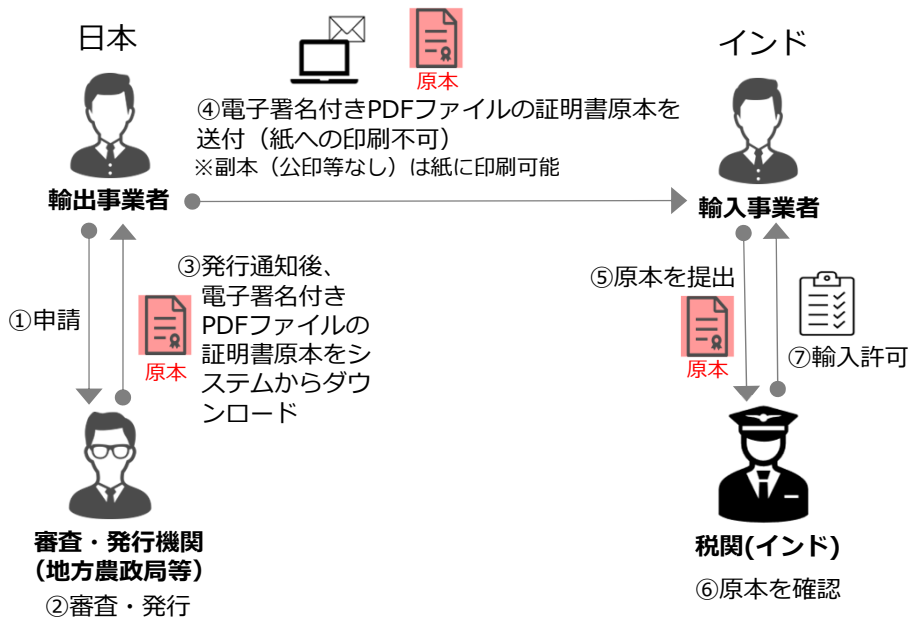 日本
インド
原本
④電子署名付きPDFファイルの証明書原本を
送付（紙への印刷不可）
※副本（公印等なし）は紙に印刷可能
輸出事業者
輸入事業者
①申請
③発行通知後、
電子署名付き
PDFファイルの
証明書原本をシ
ステムからダウ
ンロード
原本
⑤原本を提出
原本
⑦輸入許可
審査・発行機関
（地方農政局等）
②審査・発行
税関(インド)
⑥原本を確認